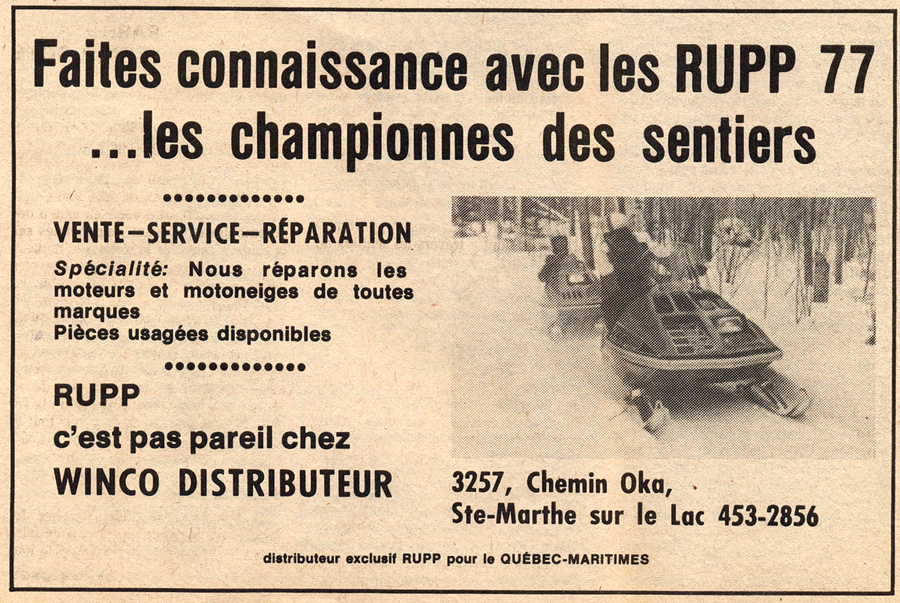 Faites connaissance avec les RUPP 77
...les championnes des sentiers
VENTE–SERVICE–RÉPARATION
Spécialité: Nous réparons les
moteurs et motoneiges de toutes
marques
Pièces usagées disponibles
RUPP
c'est pas pareil chez
WINCO DISTRIBUTEUR
3257, Chemin Oka,
Ste-Marthe sur le Lac 453-2856
distributeur exclusif RUPP pour le QUÉBEC-MARITIMES